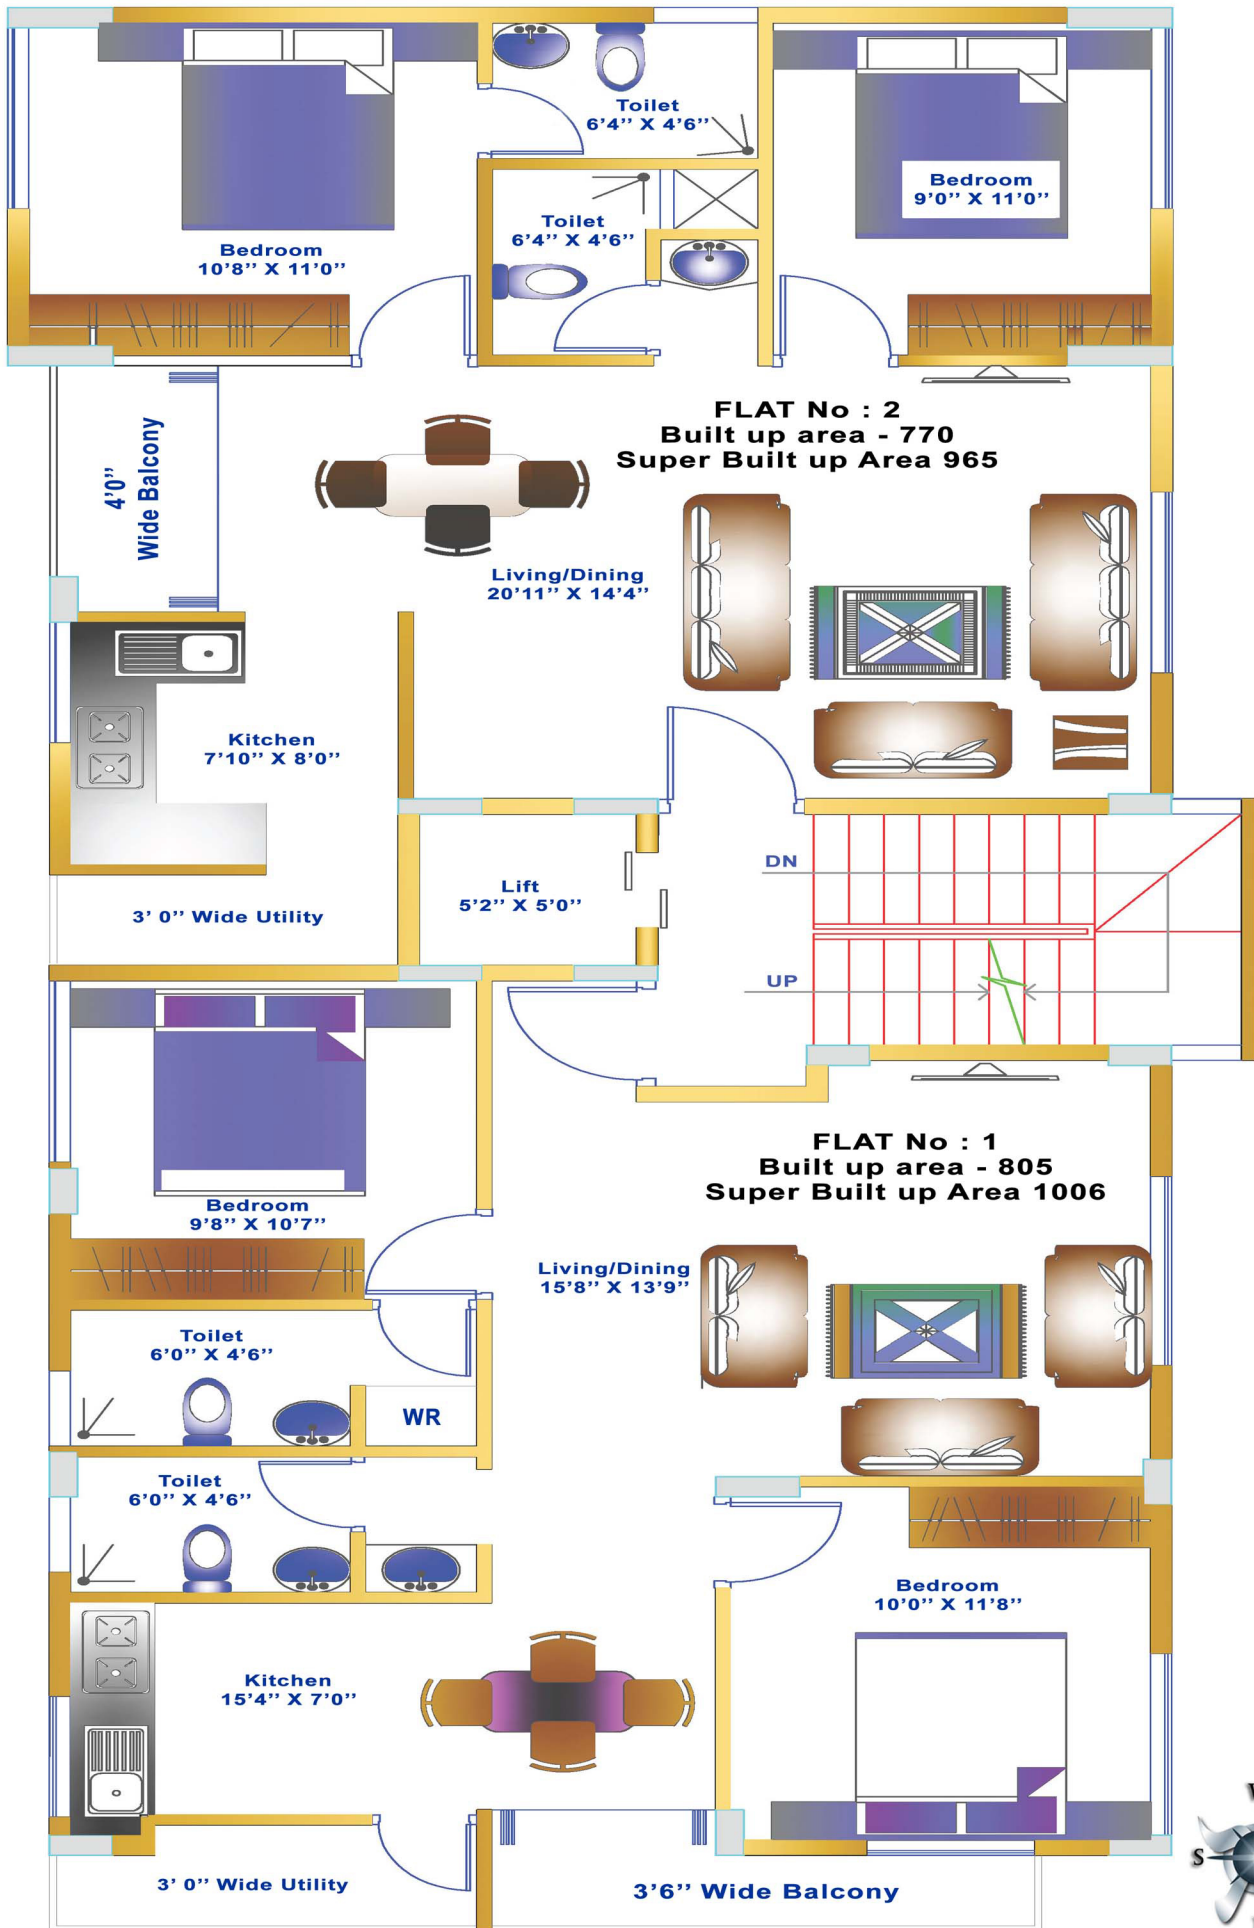 Toilet
6'4'' X 4'6''
Bedroom
9'0'' X 11'0''
Toilet
6'4'' X 4'6''
Bedroom
10'8'' X 11'0''
FLAT No : 2
Built up area - 770
Super Built up Area 965
4'0''
Wide Balcony
Living/Dining
20'11'' X 14'4''
Kitchen
7'10'' X 8'0''
DN
Lift
5'2'' X 5'0''
3' 0'' Wide Utility
UP
FLAT No : 1
Built up area - 805
Super Built up Area 1006
Bedroom
9'8'' X 10'7''
Living/Dining
15'8'' X 13'9''
Toilet
6'0'' X 4'6''
WR
Toilet
6'0'' X 4'6''
Bedroom
10'0'' X 11'8''
Kitchen
15'4'' X 7'0''
S
3' 0'' Wide Utility
3'6'' Wide Balcony